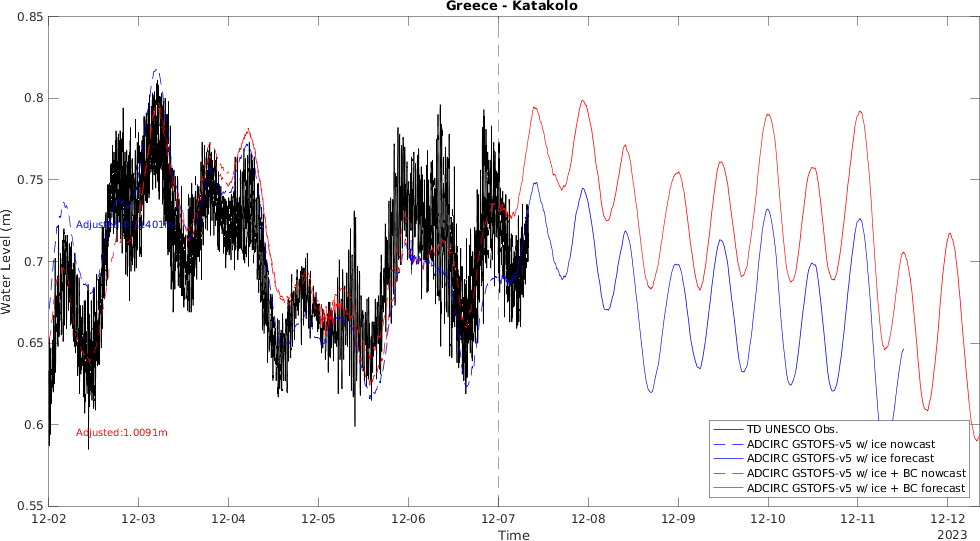 Greece - Katakolo
Water Level (m)
0.85
0.8
0.75
0.7
0.65
0.6
0.55
Adjusted:1.0091m
TD UNESCO Obs.
ADCIRC GSTOFS-v5 w/ ice nowcast
ADCIRC GSTOFS-v5 w/ ice forecast
ADCIRC GSTOFS-v5 w/ ice + BC nowcast
ADCIRC GSTOFS-v5 w/ ice + BC forecast
12-02 12-03 12-04 12-05 12-06 12-07 12-08 12-09 12-10 12-11 12-12
2023
Time